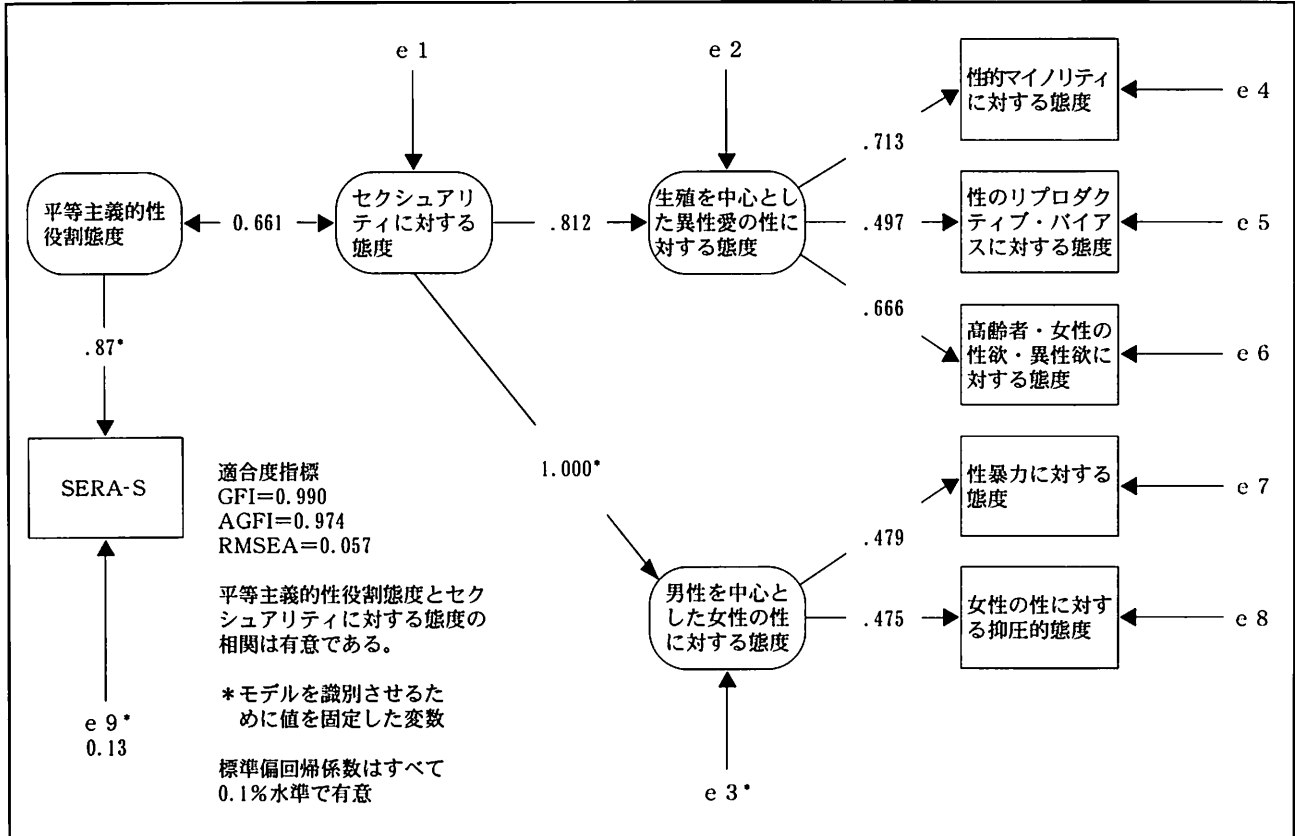 e 1
e 2
性的マイノリティ
に対する態度
e 4
.713
平等主義的性
役割態度
0.661
セクシュアリ
ティに対する
態度
.812
生殖を中心とし
た異性愛の性に
対する態度
.497
性のリプロダク
ティブ・バイア
スに対する態度
e 5
.666
高齢者・女性の
性欲・異性欲に
対する態度
e 6
.87*
SERA-S
e 9*
0.13
適合度指標
GFI=0.990
AGFI=0.974
RMSEA=0.057
平等主義的性役割態度とセク
シュアリティに対する態度の
相関は有意である。
*モデルを識別させるた
めに値を固定した変数
標準偏回帰係数はすべて
0.1%水準で有意
1.000*
男性を中心と
した女性の性
に対する態度
e 3*
.479
性暴力に対する
態度
e 7
.475
女性の性に対す
る抑圧的態度
e 8